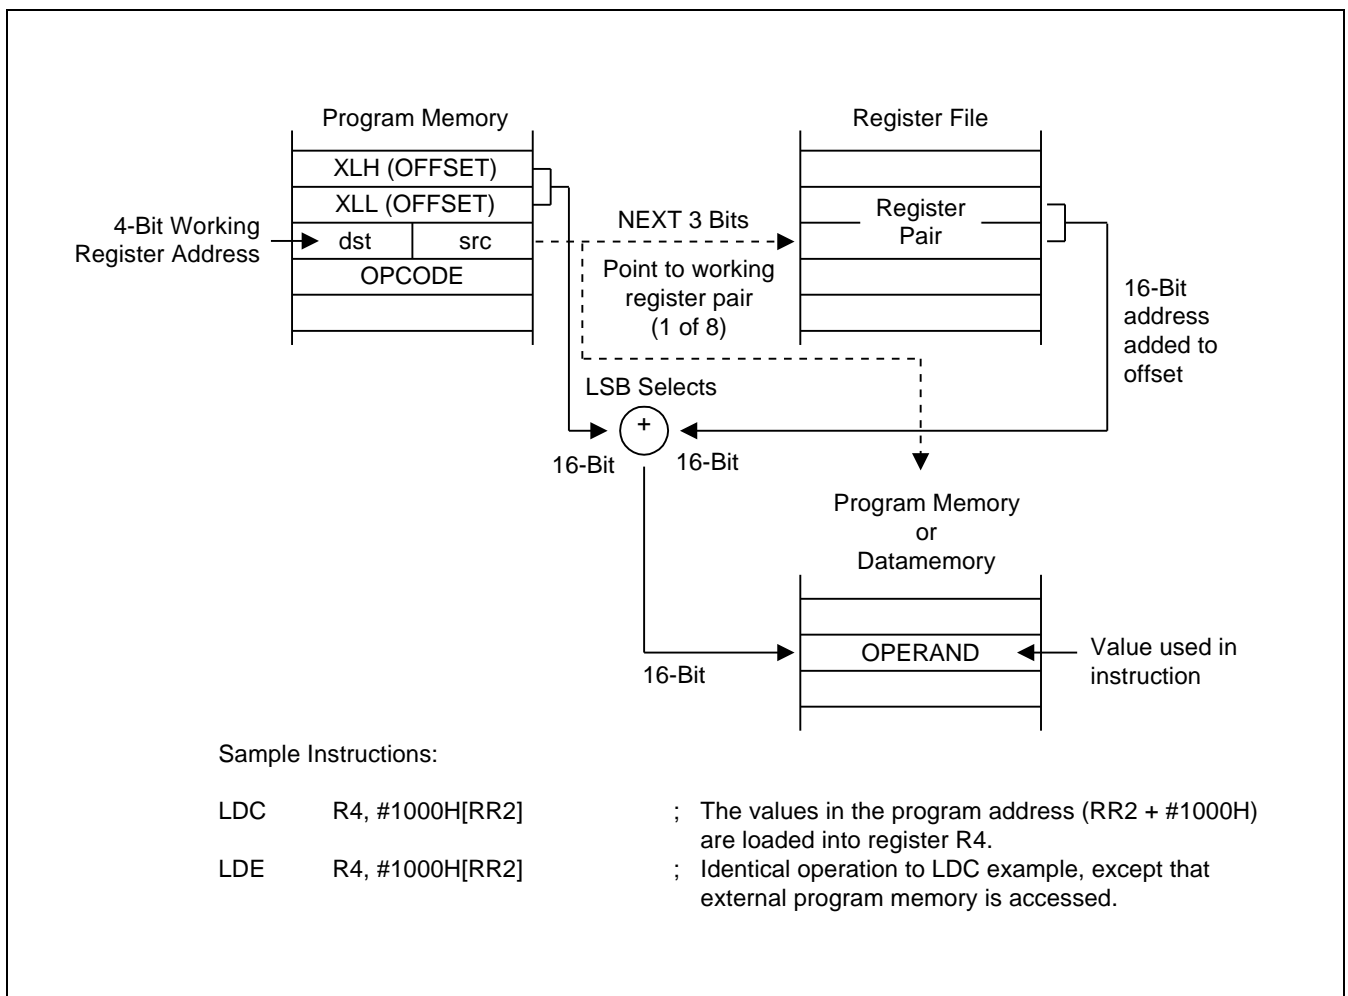 Program Memory
Register File
XLH (OFFSET)
XLL (OFFSET)
4-Bit Working
Register Address
dst
src
OPCODE
NEXT 3 Bits
Point to working
register pair
(1 of 8)
Register
Pair
16-Bit
address
added to
offset
LSB Selects
+
16-Bit
16-Bit
Program Memory
or
Datamemory
OPERAND
Value used in
instruction
16-Bit
Sample Instructions:
LDC R4, #1000H[RR2] ; The values in the program address (RR2 + #1000H)
are loaded into register R4.
LDE R4, #1000H[RR2] ; Identical operation to LDC example, except that
external program memory is accessed.